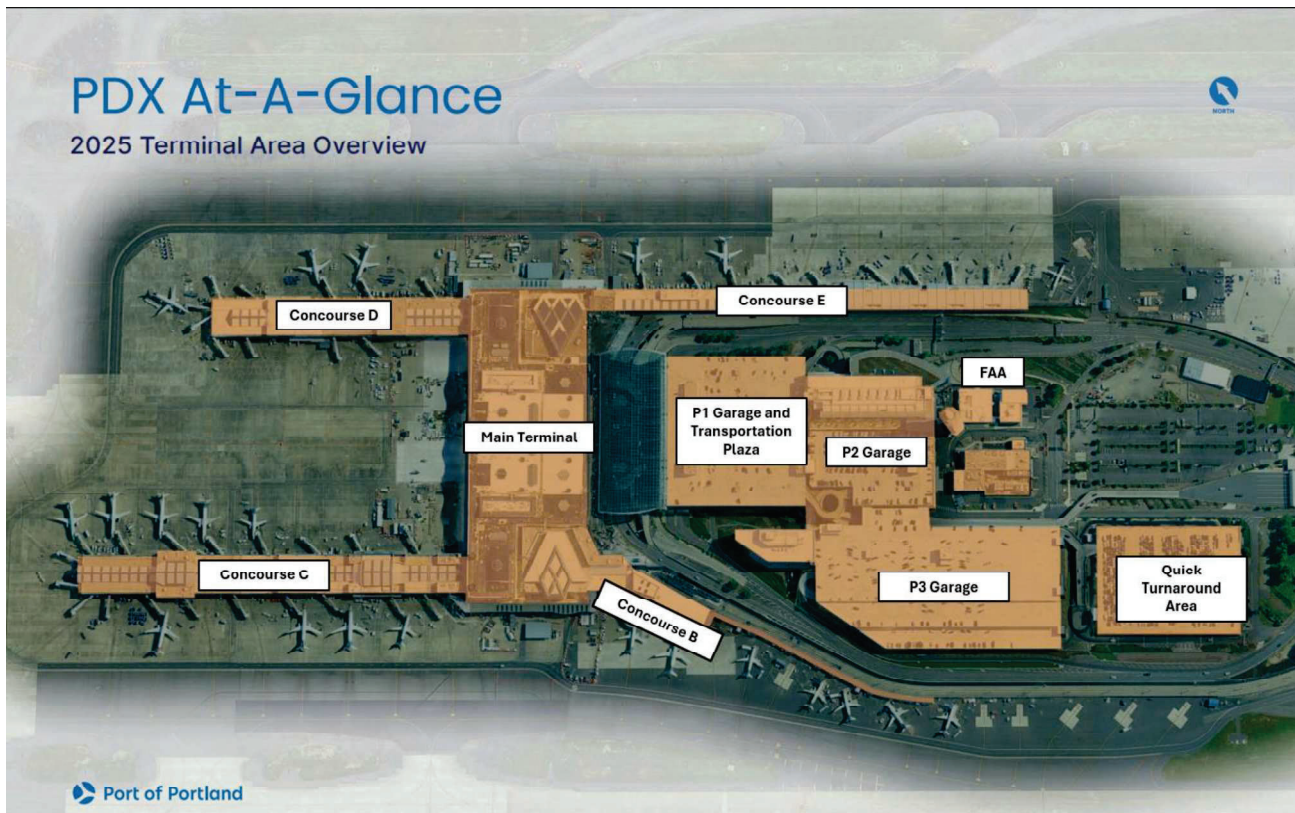 PDX At-A-Glance
2025 Terminal Area Overview
NORTH
Concourse E
Concourse D
FAA
P1 Garage and
Transportation
Plaza
Main Terminal
P2 Garage
Concourse C
P3 Garage
Quick
Turnaround
Area
Concourse B
Port of Portland